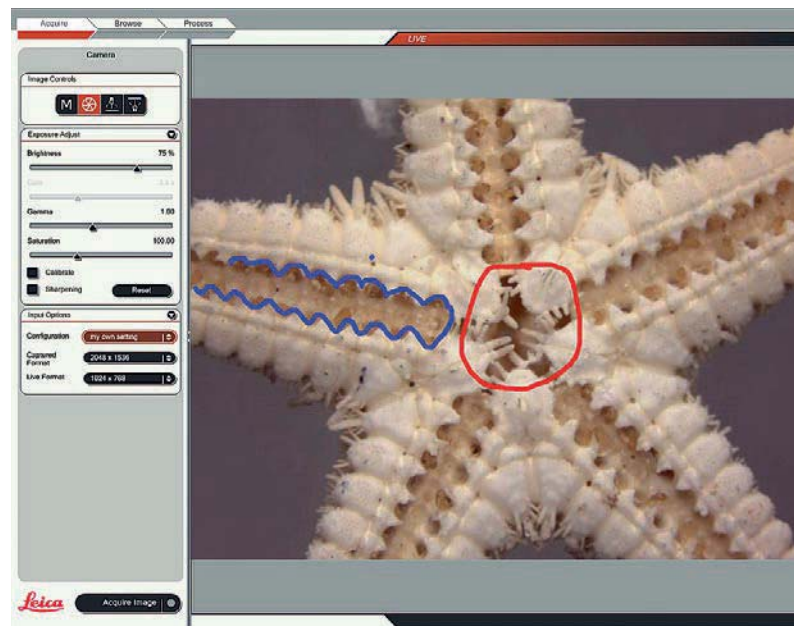 Acquire Browse Process
LIVE
Camera
Image Controls
M
Exposure Adjust
Brightness 75 %
Gamma 1.00
Saturation 100.00
Calibrate
Sharpening Reset
Input Options
Configuration my own setting
Captured Format 2048 x 1536
Live Format 1024 x 768
Leica Acquire Image